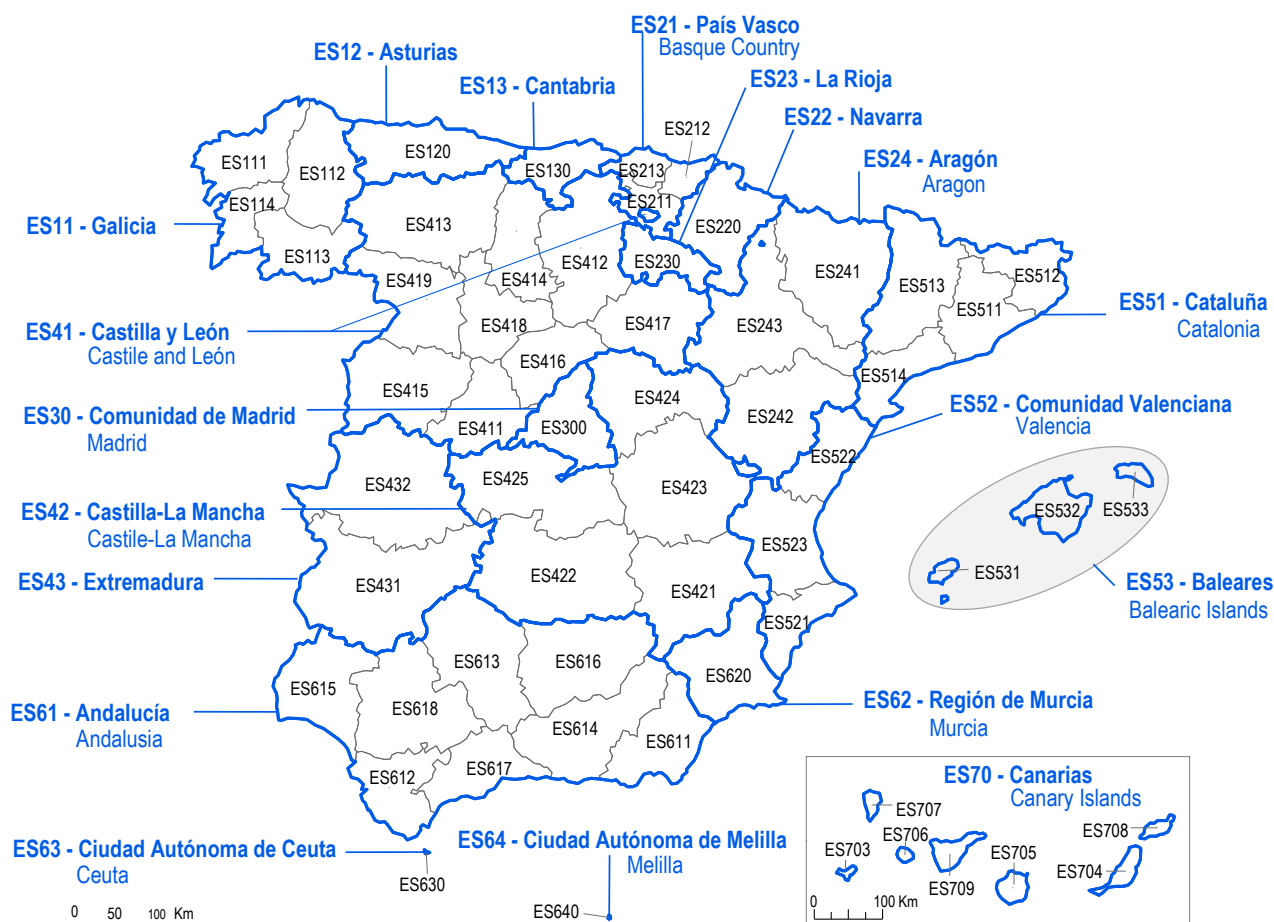 ES21 - País Vasco
Basque Country
ES12 - Asturias
ES23 - La Rioja
ES13 - Cantabria
ES22 - Navarra
ES212
ES24 - Aragón
Aragon
ES111
ES112
ES120
ES130
ES213
ES211
ES114
ES11 - Galicia
ES113
ES413
ES220
ES412
ES230
ES241
ES419
ES414
ES513
ES512
ES511
ES51 - Cataluña
Catalonia
ES41 - Castilla y León
Castile and León
ES418
ES417
ES243
ES416
ES514
ES415
ES424
ES30 - Comunidad de Madrid
Madrid
ES411
ES300
ES242
ES52 - Comunidad Valenciana
Valencia
ES522
ES432
ES425
ES423
ES42 - Castilla-La Mancha
Castile-La Mancha
ES532
ES533
ES523
ES43 - Extremadura
ES431
ES422
ES421
ES531
ES53 - Baleares
Balearic Islands
ES521
ES613
ES616
ES620
ES615
ES618
ES61 - Andalucía
Andalusia
ES614
ES611
ES62 - Región de Murcia
Murcia
ES612
ES617
ES70 - Canarias
Canary Islands
ES707
ES708
ES706
ES703
ES705
ES704
ES709
0 100 Km
ES63 - Ciudad Autónoma de Ceuta
Ceuta
ES630
ES64 - Ciudad Autónoma de Melilla
Melilla
ES640
0 50 100 Km